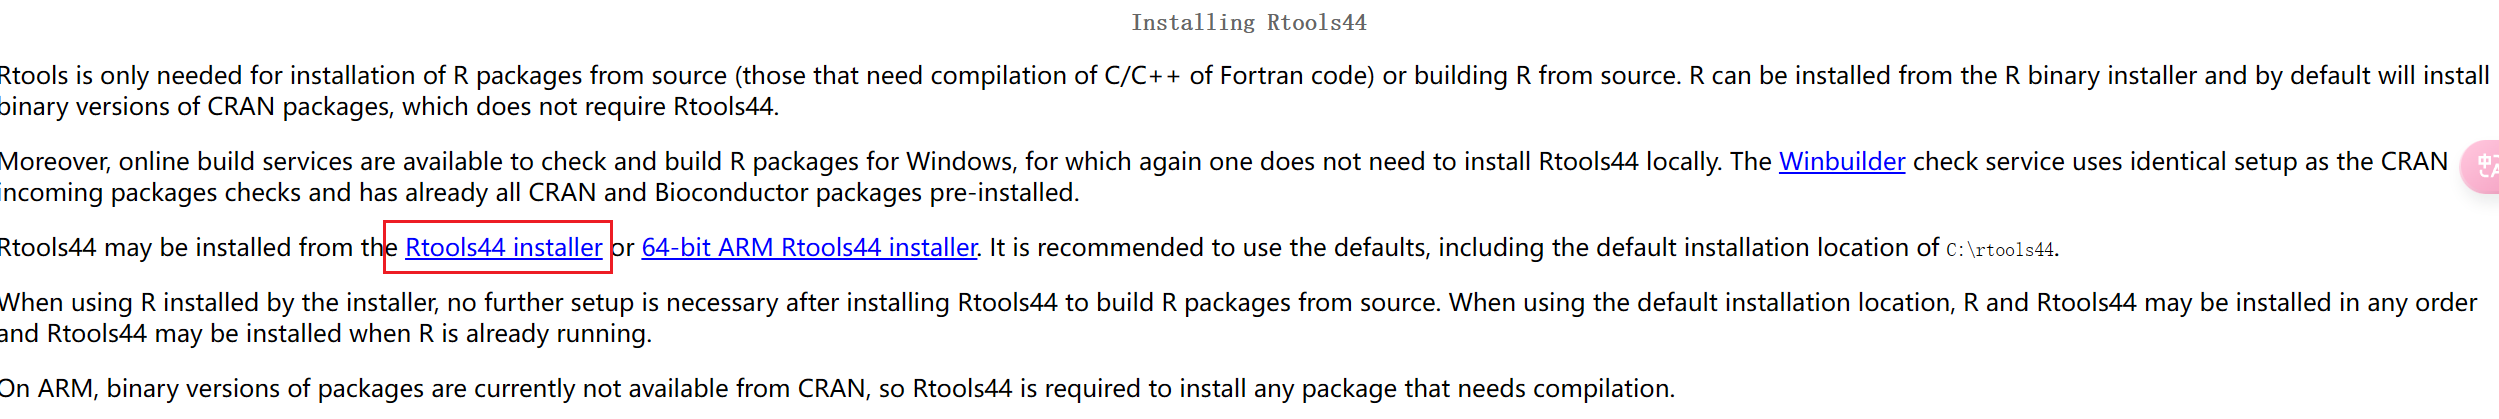 Installing Rtools44
Rtools is only needed for installation of R packages from source (those that need compilation of C/C++ of Fortran code) or building R from source. R can be installed from the R binary installer and by default will install
binary versions of CRAN packages, which does not require Rtools44.
Moreover, online build services are available to check and build R packages for Windows, for which again one does not need to install Rtools44 locally. The Winbuilder check service uses identical setup as the CRAN
incoming packages checks and has already all CRAN and Bioconductor packages pre-installed.
Rtools44 may be installed from the Rtools44 installer or 64-bit ARM Rtools44 installer. It is recommended to use the defaults, including the default installation location of C:\rtools44.
When using R installed by the installer, no further setup is necessary after installing Rtools44 to build R packages from source. When using the default installation location, R and Rtools44 may be installed in any order
and Rtools44 may be installed when R is already running.
On ARM, binary versions of packages are currently not available from CRAN, so Rtools44 is required to install any package that needs compilation.